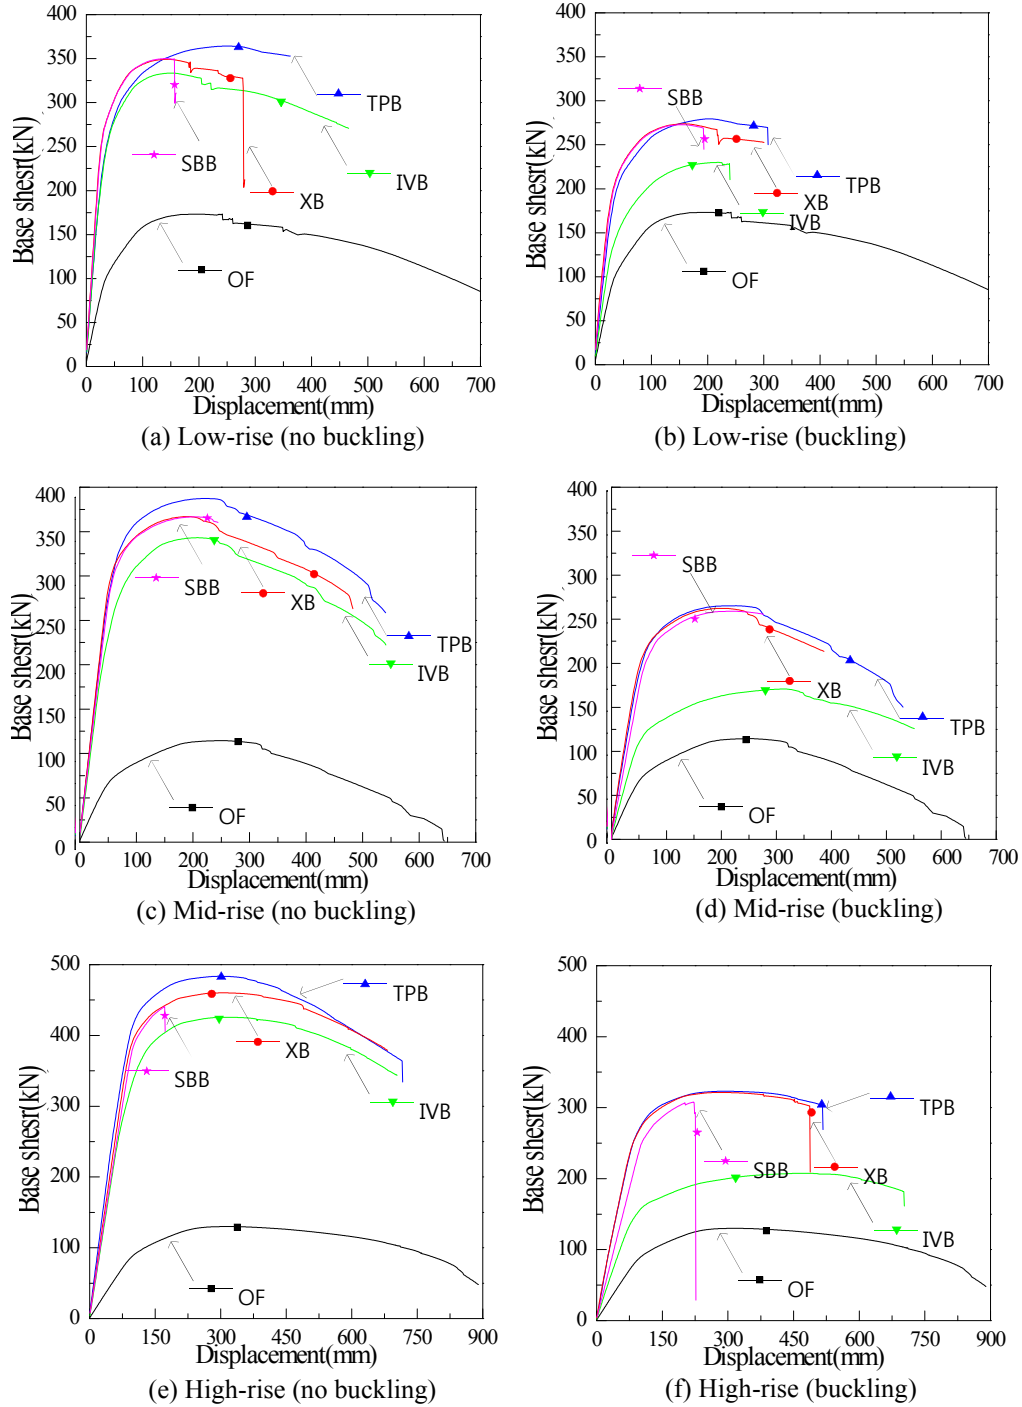 400
350
300
250
200
150
100
50
0
Base shesr(kN)
TPB
SBB
IVB
XB
OF
0 100 200 300 400 500 600 700
Displacement(mm)
(a) Low-rise (no buckling)
400
350
300
250
200
150
100
50
0
Base shesr(kN)
SBB
TPB
XB
IVB
OF
0 100 200 300 400 500 600 700
Displacement(mm)
(b) Low-rise (buckling)
400
350
300
250
200
150
100
50
0
Base shesr(kN)
SBB
XB
TPB
IVB
OF
0 100 200 300 400 500 600 700
Displacement(mm)
(c) Mid-rise (no buckling)
400
350
300
250
200
150
100
50
0
Base shesr(kN)
SBB
XB
TPB
IVB
OF
0 100 200 300 400 500 600 700
Displacement(mm)
(d) Mid-rise (buckling)
500
400
300
200
100
0
Base shesr(kN)
TPB
XB
SBB
IVB
OF
0 150 300 450 600 750 900
Displacement(mm)
(e) High-rise (no buckling)
500
400
300
200
100
0
Base shesr(kN)
TPB
SBB
XB
IVB
OF
0 150 300 450 600 750 900
Displacement(mm)
(f) High-rise (buckling)